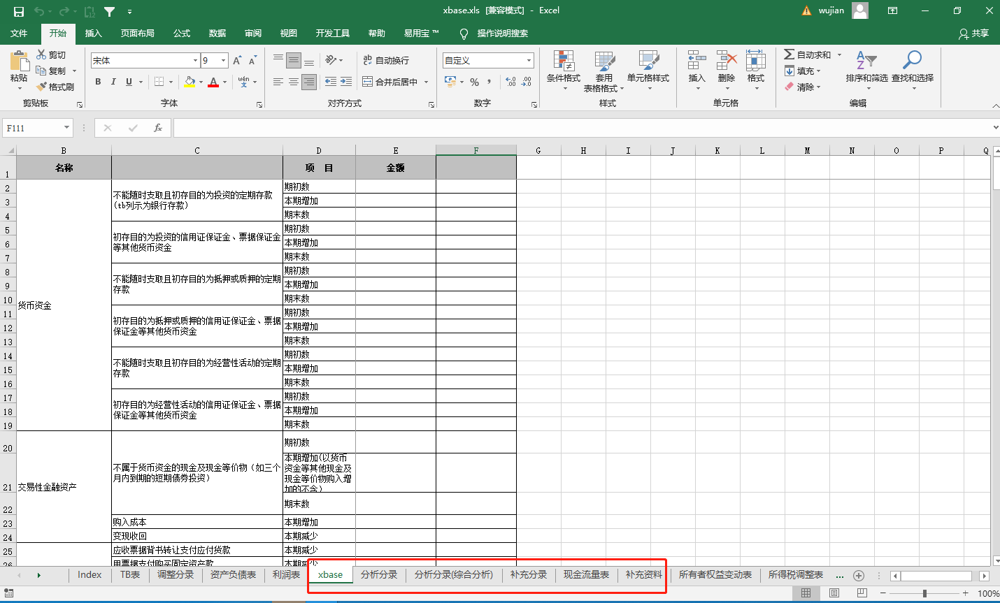 xbase.xls [兼容模式] - Excel
wujian
文件 开始 插入 页面布局 公式 数据 审阅 视图 开发工具 帮助 易用宝 ™ 操作说明搜索 共享
粘贴
剪切
复制
格式刷
剪贴板
宋体 9
B I U
wén
字体
自动换行
合并后居中
对齐方式
自定义
%
数字
条件格式 套用
表格格式 单元格样式
样式
插入 删除 格式
单元格
自动求和
填充
清除
排序和筛选 查找和选择
编辑
F111
fx
B C D E F G H I J K L M N O P Q
1 名称 项 目 金额
2 期初数
不能随时支取且初存目的为投资的定期存款
(tb列示为银行存款)
3 本期增加
4 期末数
5 期初数
初存目的为投资的信用证保证金、票据保证金
等其他货币资金
6 本期增加
7 期末数
8 期初数
不能随时支取且初存目的为抵押或质押的定期
存款
9 本期增加
10 期末数
货币资金
11 期初数
初存目的为抵押或质押的信用证保证金、票据
保证金等其他货币资金
12 本期增加
13 期末数
14 期初数
不能随时支取且初存目的为经营性活动的定期
存款
15 本期增加
16 期末数
17 期初数
初存目的为经营性活动的信用证保证金、票据
保证金等其他货币资金
18 本期增加
19 期末数
20 期初数
交易性金融资产
不属于货币资金的现金及现金等价物(如三个
月内到期的短期债券投资)
21 本期增加(以货币
资金等其他现金及
现金等价物购入增
加的不含)
22 期末数
23 购入成本 本期增加
24 变现收回 本期减少
25 应收票据背书转让支付应付货款 本期减少
26 用票据支付购买固定资产款 本期减少
Index TB表 调整分录 资产负债表 利润表 xbase 分析分录 分析分录(综合分析) 补充分录 现金流量表 补充资料 所有者权益变动表 所得税调整表 ...
100%